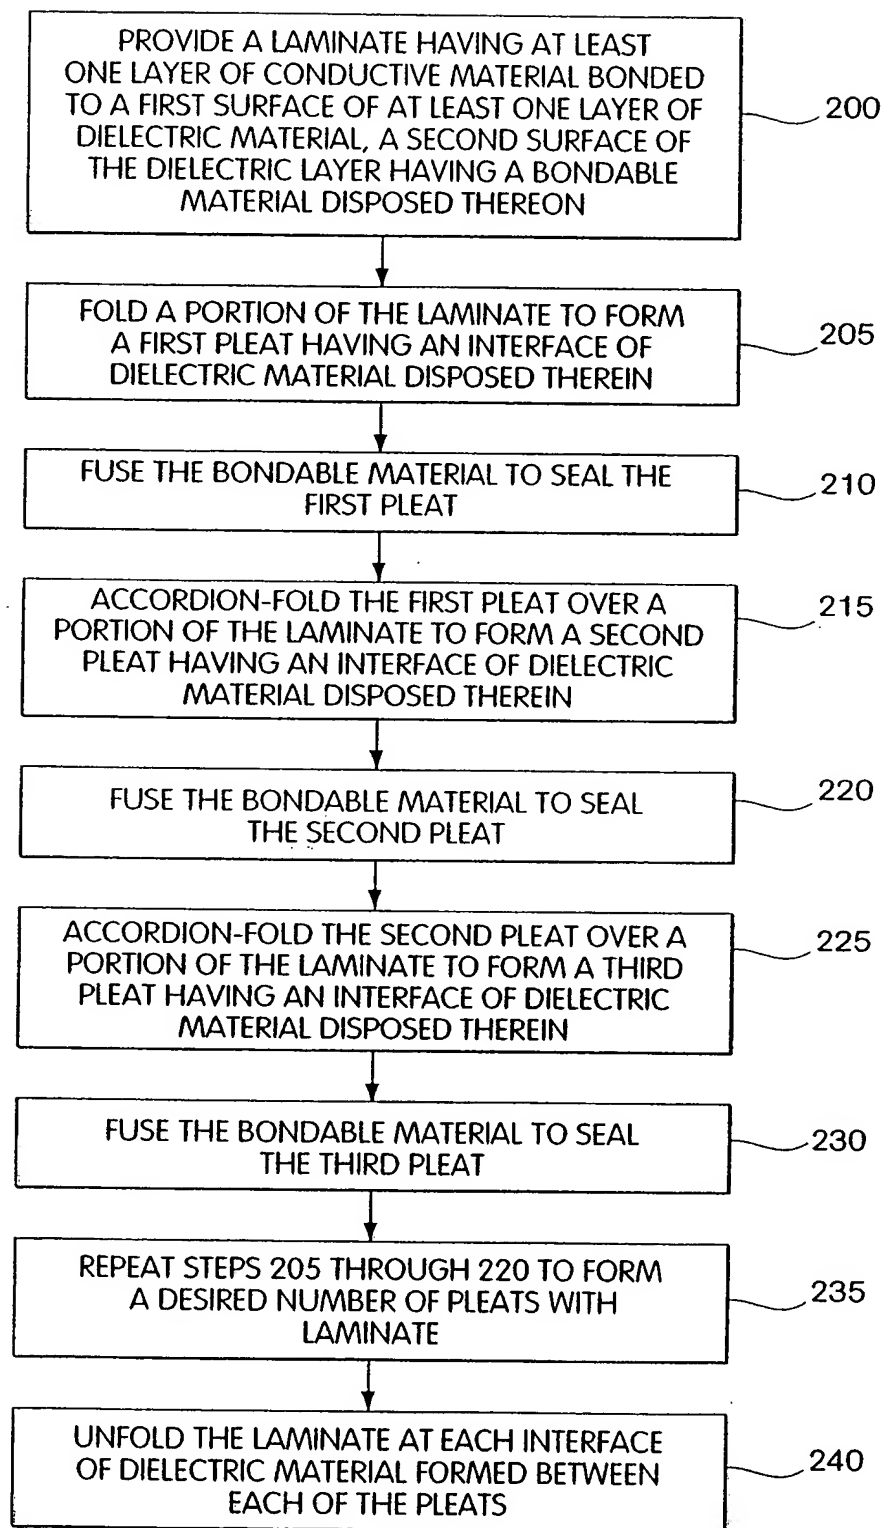 PROVIDE A LAMINATE HAVING AT LEAST
ONE LAYER OF CONDUCTIVE MATERIAL BONDED
TO A FIRST SURFACE OF AT LEAST ONE LAYER OF
DIELECTRIC MATERIAL, A SECOND SURFACE OF
THE DIELECTRIC LAYER HAVING A BONDABLE
MATERIAL DISPOSED THEREON
200
FOLD A PORTION OF THE LAMINATE TO FORM
A FIRST PLEAT HAVING AN INTERFACE OF
DIELECTRIC MATERIAL DISPOSED THEREIN
205
FUSE THE BONDABLE MATERIAL TO SEAL THE
FIRST PLEAT
210
ACCORDION-FOLD THE FIRST PLEAT OVER A
PORTION OF THE LAMINATE TO FORM A SECOND
PLEAT HAVING AN INTERFACE OF DIELECTRIC
MATERIAL DISPOSED THEREIN
215
FUSE THE BONDABLE MATERIAL TO SEAL
THE SECOND PLEAT
220
ACCORDION-FOLD THE SECOND PLEAT OVER A
PORTION OF THE LAMINATE TO FORM A THIRD
PLEAT HAVING AN INTERFACE OF DIELECTRIC
MATERIAL DISPOSED THEREIN
225
FUSE THE BONDABLE MATERIAL TO SEAL
THE THIRD PLEAT
230
REPEAT STEPS 205 THROUGH 220 TO FORM
A DESIRED NUMBER OF PLEATS WITH
LAMINATE
235
UNFOLD THE LAMINATE AT EACH INTERFACE
OF DIELECTRIC MATERIAL FORMED BETWEEN
EACH OF THE PLEATS
240